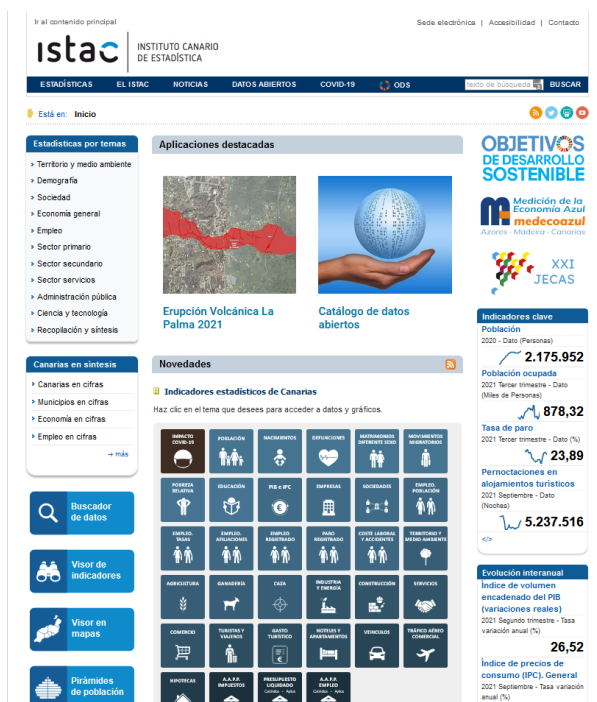 Ir al contenido principal
Sede electrónica | Accesibilidad | Contacto
istac
INSTITUTO CANARIO
DE ESTADÍSTICA
ESTADÍSTICAS EL ISTAC NOTICIAS DATOS ABIERTOS COVID-19 ODS
texto de búsqueda BUSCAR
Está en: Inicio
Estadísticas por temas
Territorio y medio ambiente
Demografía
Sociedad
Economía general
Empleo
Sector primario
Sector secundario
Sector servicios
Administración pública
Ciencia y tecnología
Recopilación y síntesis
Canarias en síntesis
Canarias en cifras
Municipios en cifras
Economía en cifras
Empleo en cifras
→ más
Buscador
de datos
Visor de
indicadores
Visor en
mapas
Pirámides
de población
Aplicaciones destacadas
Erupción Volcánica La
Palma 2021
Catálogo de datos
abiertos
Novedades
Indicadores estadísticos de Canarias
Haz clic en el tema que desees para acceder a datos y gráficos.
IMPACTO
COVID-19
POBLACIÓN
NACIMIENTOS
DEFUNCIONES
MATRIMONIOS
DIFERENTE SEXO
MOVIMIENTOS
MIGRATORIOS
POBREZA
RELATIVA
EDUCACIÓN
PIB e IPC
EMPRESAS
SOCIEDADES
EMPLEO.
POBLACIÓN
EMPLEO.
TASAS
EMPLEO.
AFILIACIONES
EMPLEO
REGISTRADO
PARO
REGISTRADO
COSTE LABORAL
Y ACCIDENTES
TERRITORIO Y
MEDIO AMBIENTE
AGRICULTURA
GANADERÍA
CAZA
INDUSTRIA
Y ENERGÍA
CONSTRUCCIÓN
SERVICIOS
COMERCIO
TURISTAS Y
VIAJEROS
GASTO
TURÍSTICO
HOTELES Y
APARTAMENTOS
VEHICULOS
TRÁFICO AÉREO
COMERCIAL
HIPOTECAS
A.A.P.P.
IMPUESTOS
PRESUPUESTO
LIQUIDADO
Cabildos - Aytos
A.A.P.P.
EMPLEO
Cabildos - Aytos
OBJETIVOS
DE DESARROLLO
SOSTENIBLE
Medición de la
Economía Azul
medecoazul
Azores - Madeira - Canarias
XXI
JECAS
Indicadores clave
Población
2020 - Dato (Personas)
2.175.952
Población ocupada
2021 Tercer trimestre - Dato
(Miles de Personas)
878,32
Tasa de paro
2021 Tercer trimestre - Dato (%)
23,89
Pernoctaciones en
alojamientos turísticos
2021 Septiembre - Dato
(Noches)
5.237.516
</>
Evolución interanual
Índice de volumen
encadenado del PIB
(variaciones reales)
2021 Segundo trimestre - Tasa
variación anual (%)
26,52
Índice de precios de
consumo (IPC). General
2021 Septiembre - Tasa variación
anual (%)